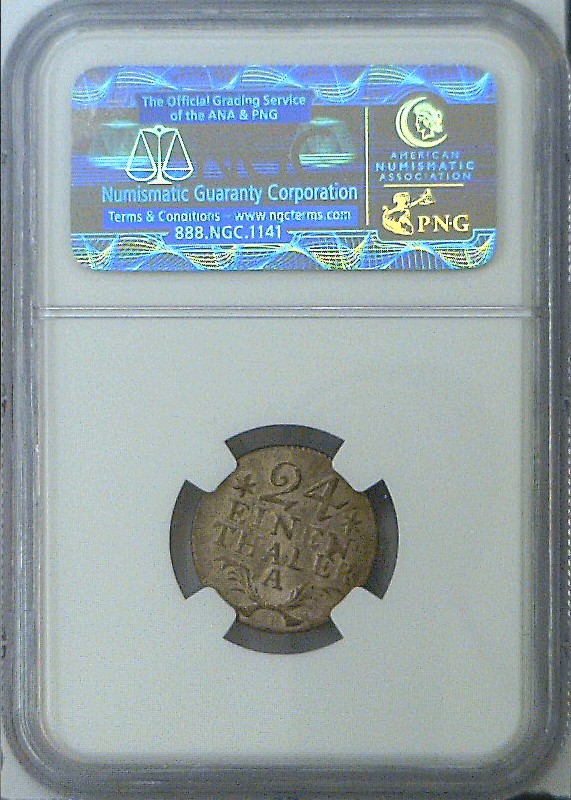 The Official Grading Service
of the ANA & PNG
Numismatic Guaranty Corporation
Terms & Conditions - www.ngcterms.com
888.NGC.1141
AMERICAN
NUMISMATIC
ASSOCIATION
PNG
24
EINEN
THALER
A